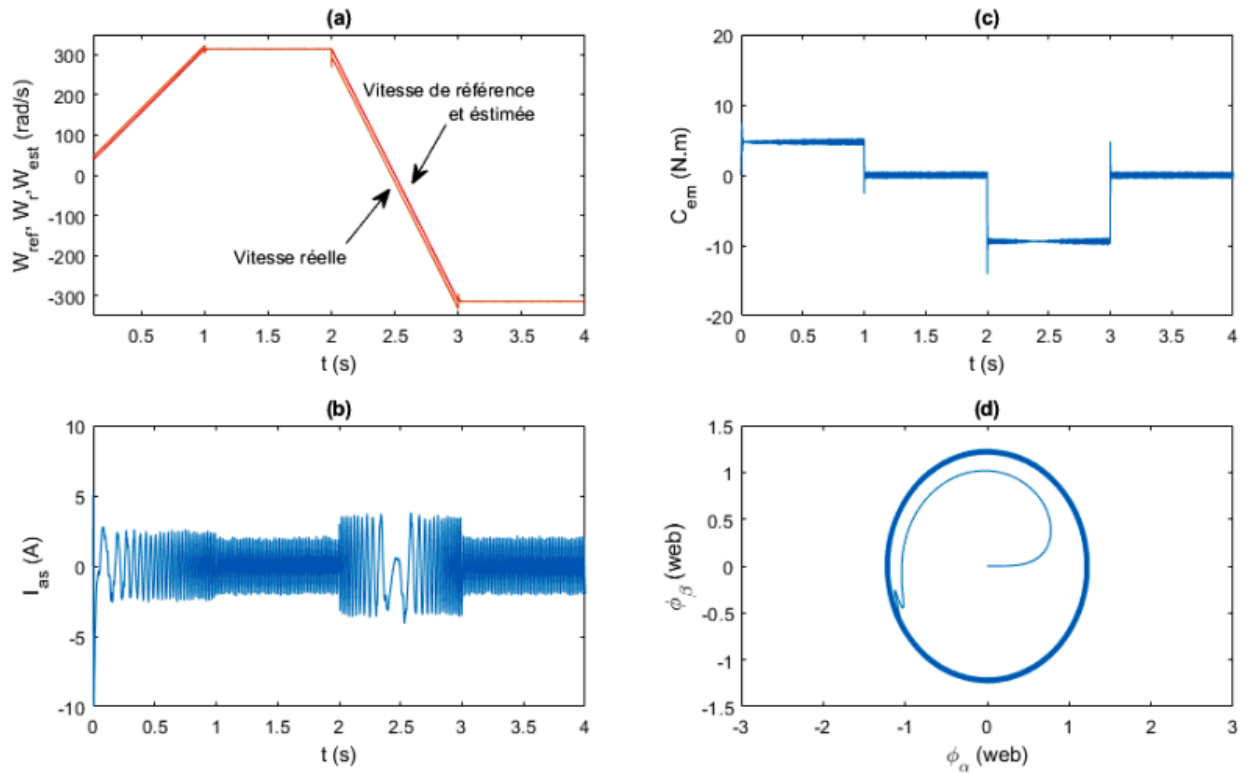 (a)
W_ref, W_r, W_est (rad/s)
300
200
100
0
-100
-200
-300
Vitesse de référence
et éstimée
Vitesse réelle
0.5 1 1.5 2 2.5 3 3.5 4
t (s)
(c)
C_em (N.m)
20
10
0
-10
-20
0 0.5 1 1.5 2 2.5 3 3.5 4
t (s)
(b)
I_as (A)
10
5
0
-5
-10
0 0.5 1 1.5 2 2.5 3 3.5 4
t (s)
(d)
ϕ_β (web)
1.5
1
0.5
0
-0.5
-1
-1.5
-3 -2 -1 0 1 2 3
ϕ_α (web)